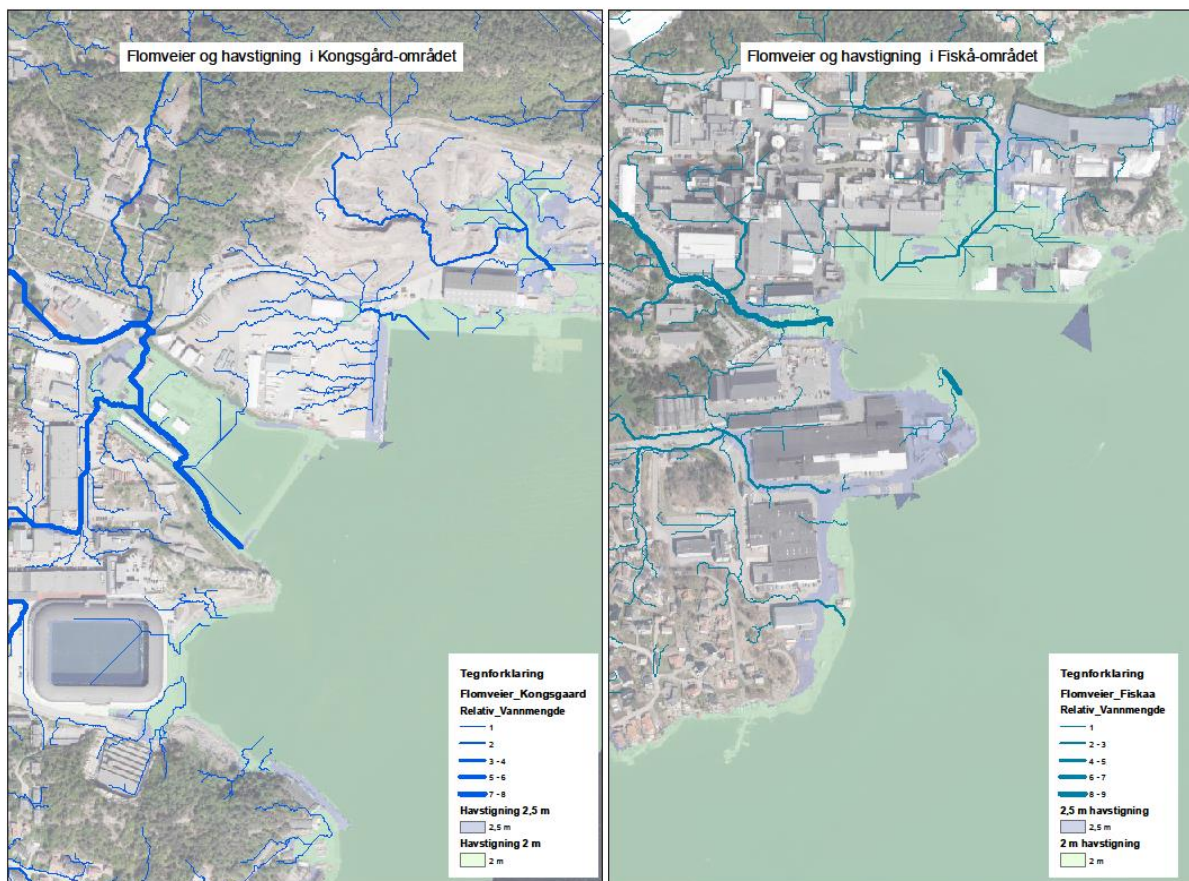 Flomveier og havstigning i Kongsgård-området
Tegnforklaring
Flomveier_Kongsgaard
Relativ_Vannmengde
1
2
3 - 4
5 - 6
7 - 8
Havstigning 2,5 m
2,5 m
Havstigning 2 m
2 m
Flomveier og havstigning i Fiskå-området
Tegnforklaring
Flomveier_Fiskaa
Relativ_Vannmengde
1
2 - 3
4 - 5
6 - 7
8 - 9
2,5 m havstigning
2,5 m
2 m havstigning
2 m